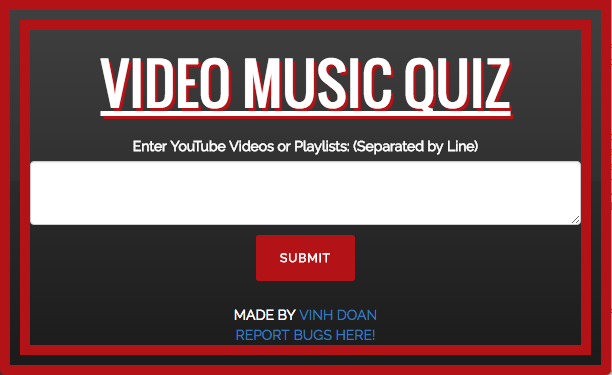 VIDEO MUSIC QUIZ
Enter YouTube Videos or Playlists: (Separated by Line)
SUBMIT
MADE BY VINH DOAN
REPORT BUGS HERE!